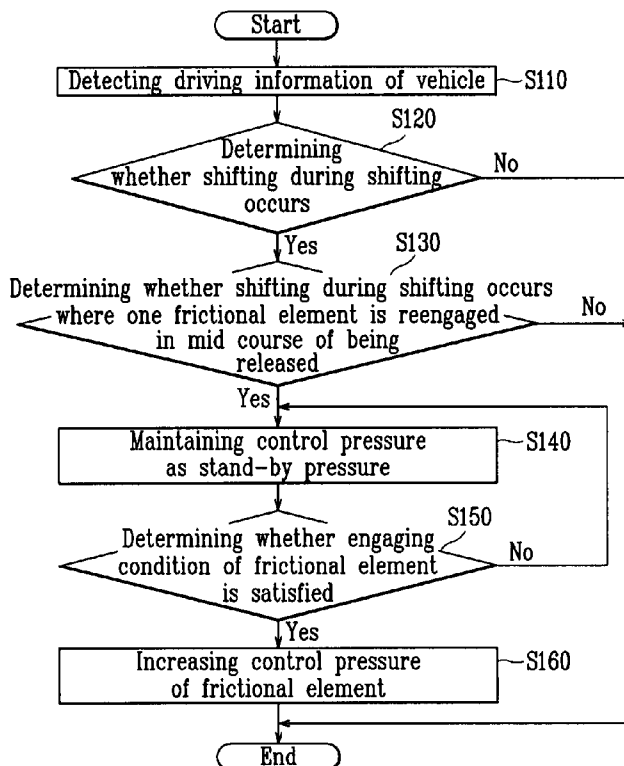 Start
Detecting driving information of vehicle
S110
S120
Determining
whether shifting during shifting
occurs
No
Yes
S130
Determining whether shifting during shifting occurs
where one frictional element is reengaged
in mid course of being
released
No
Yes
Maintaining control pressure
as stand-by pressure
S140
S150
Determining whether engaging
condition of frictional element
is satisfied
No
Yes
Increasing control pressure
of frictional element
S160
End